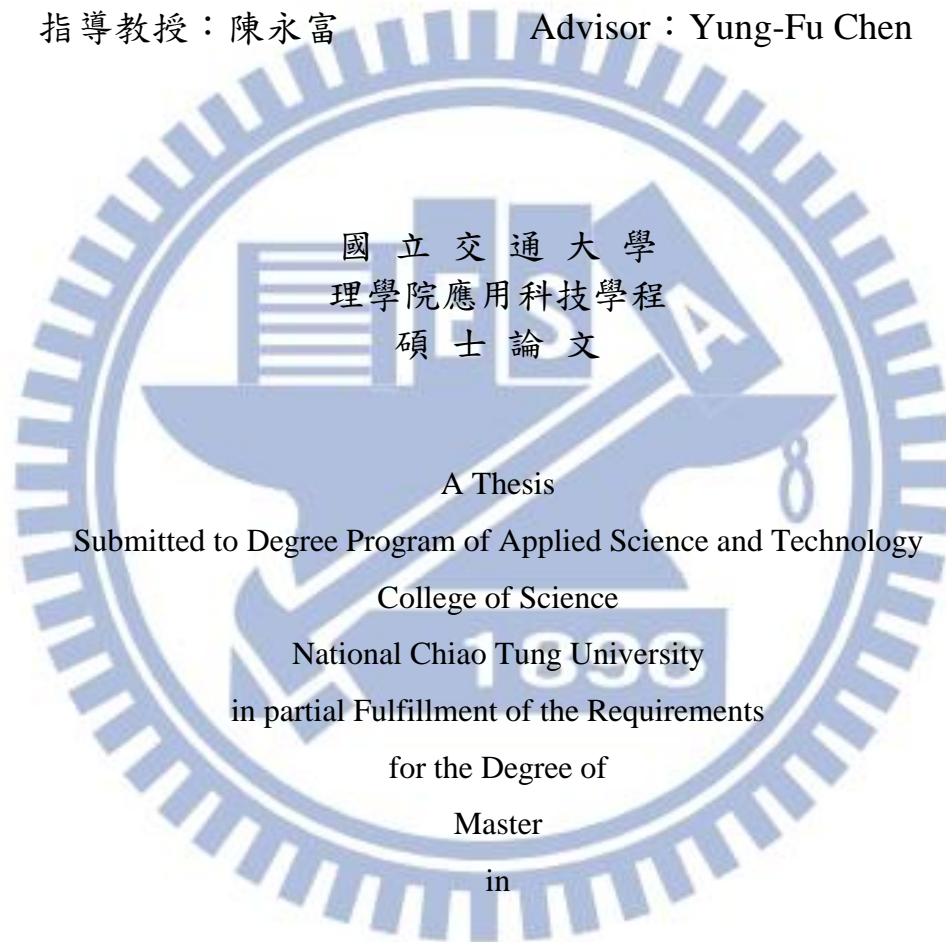 指導教授：陳永富 Advisor：Yung-Fu Chen
國 立 交 通 大 學
理學院應用科技學程
碩 士 論 文
E S A
A Thesis
Submitted to Degree Program of Applied Science and Technology
College of Science
National Chiao Tung University
1896
in partial Fulfillment of the Requirements
for the Degree of
Master
in